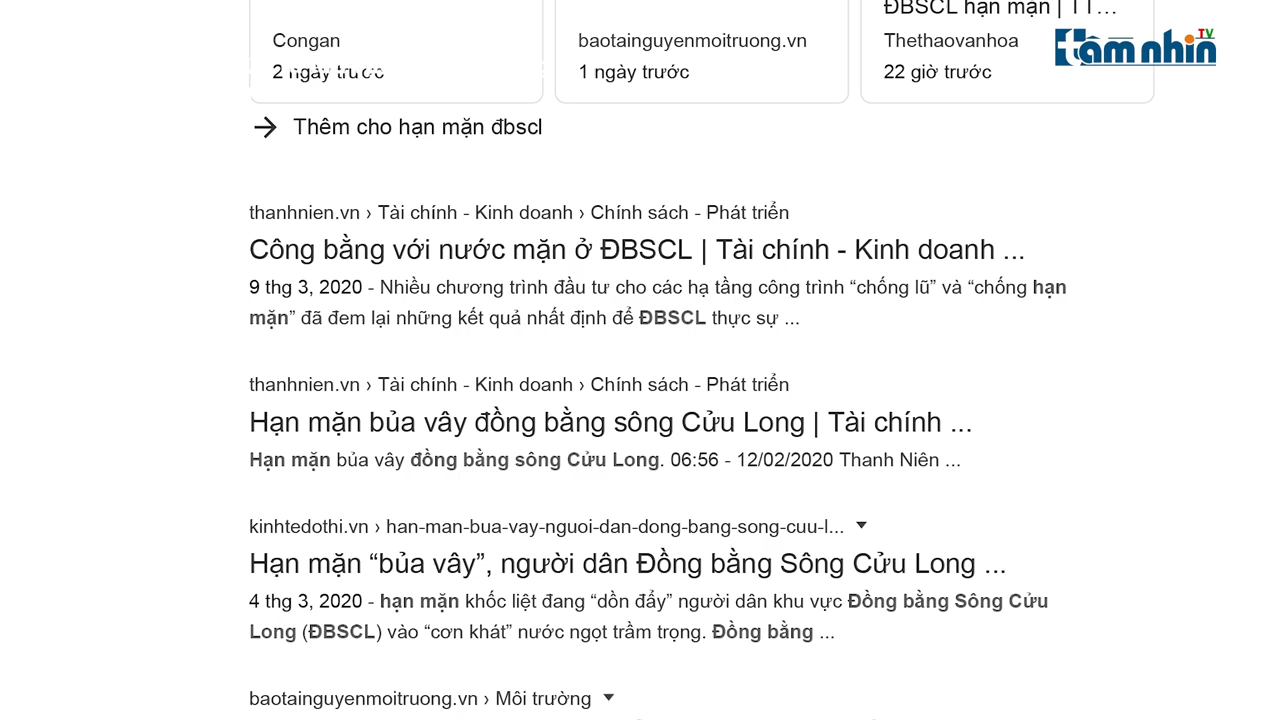 ĐBSCL hạn mặn | TT...
Congan
baotainguyenmoitruong.vn
Thethaovanhoa
2 ngày trước
1 ngày trước
22 giờ trước
tầm nhìn TV
→ Thêm cho hạn mặn đbscl
thanhnien.vn › Tài chính - Kinh doanh › Chính sách - Phát triển
Công bằng với nước mặn ở ĐBSCL | Tài chính - Kinh doanh ...
9 thg 3, 2020 - Nhiều chương trình đầu tư cho các hạ tầng công trình “chống lũ” và “chống hạn
mặn” đã đem lại những kết quả nhất định để ĐBSCL thực sự ...
thanhnien.vn › Tài chính - Kinh doanh › Chính sách - Phát triển
Hạn mặn bủa vây đồng bằng sông Cửu Long | Tài chính ...
Hạn mặn bủa vây đồng bằng sông Cửu Long. 06:56 - 12/02/2020 Thanh Niên ...
kinhtedothi.vn › han-man-bua-vay-nguoi-dan-dong-bang-song-cuu-l...
Hạn mặn “bủa vây”, người dân Đồng bằng Sông Cửu Long ...
4 thg 3, 2020 - hạn mặn khốc liệt đang “dồn đẩy” người dân khu vực Đồng bằng Sông Cửu
Long (ĐBSCL) vào “cơn khát” nước ngọt trầm trọng. Đồng bằng ...
baotainguyenmoitruong.vn › Môi trường